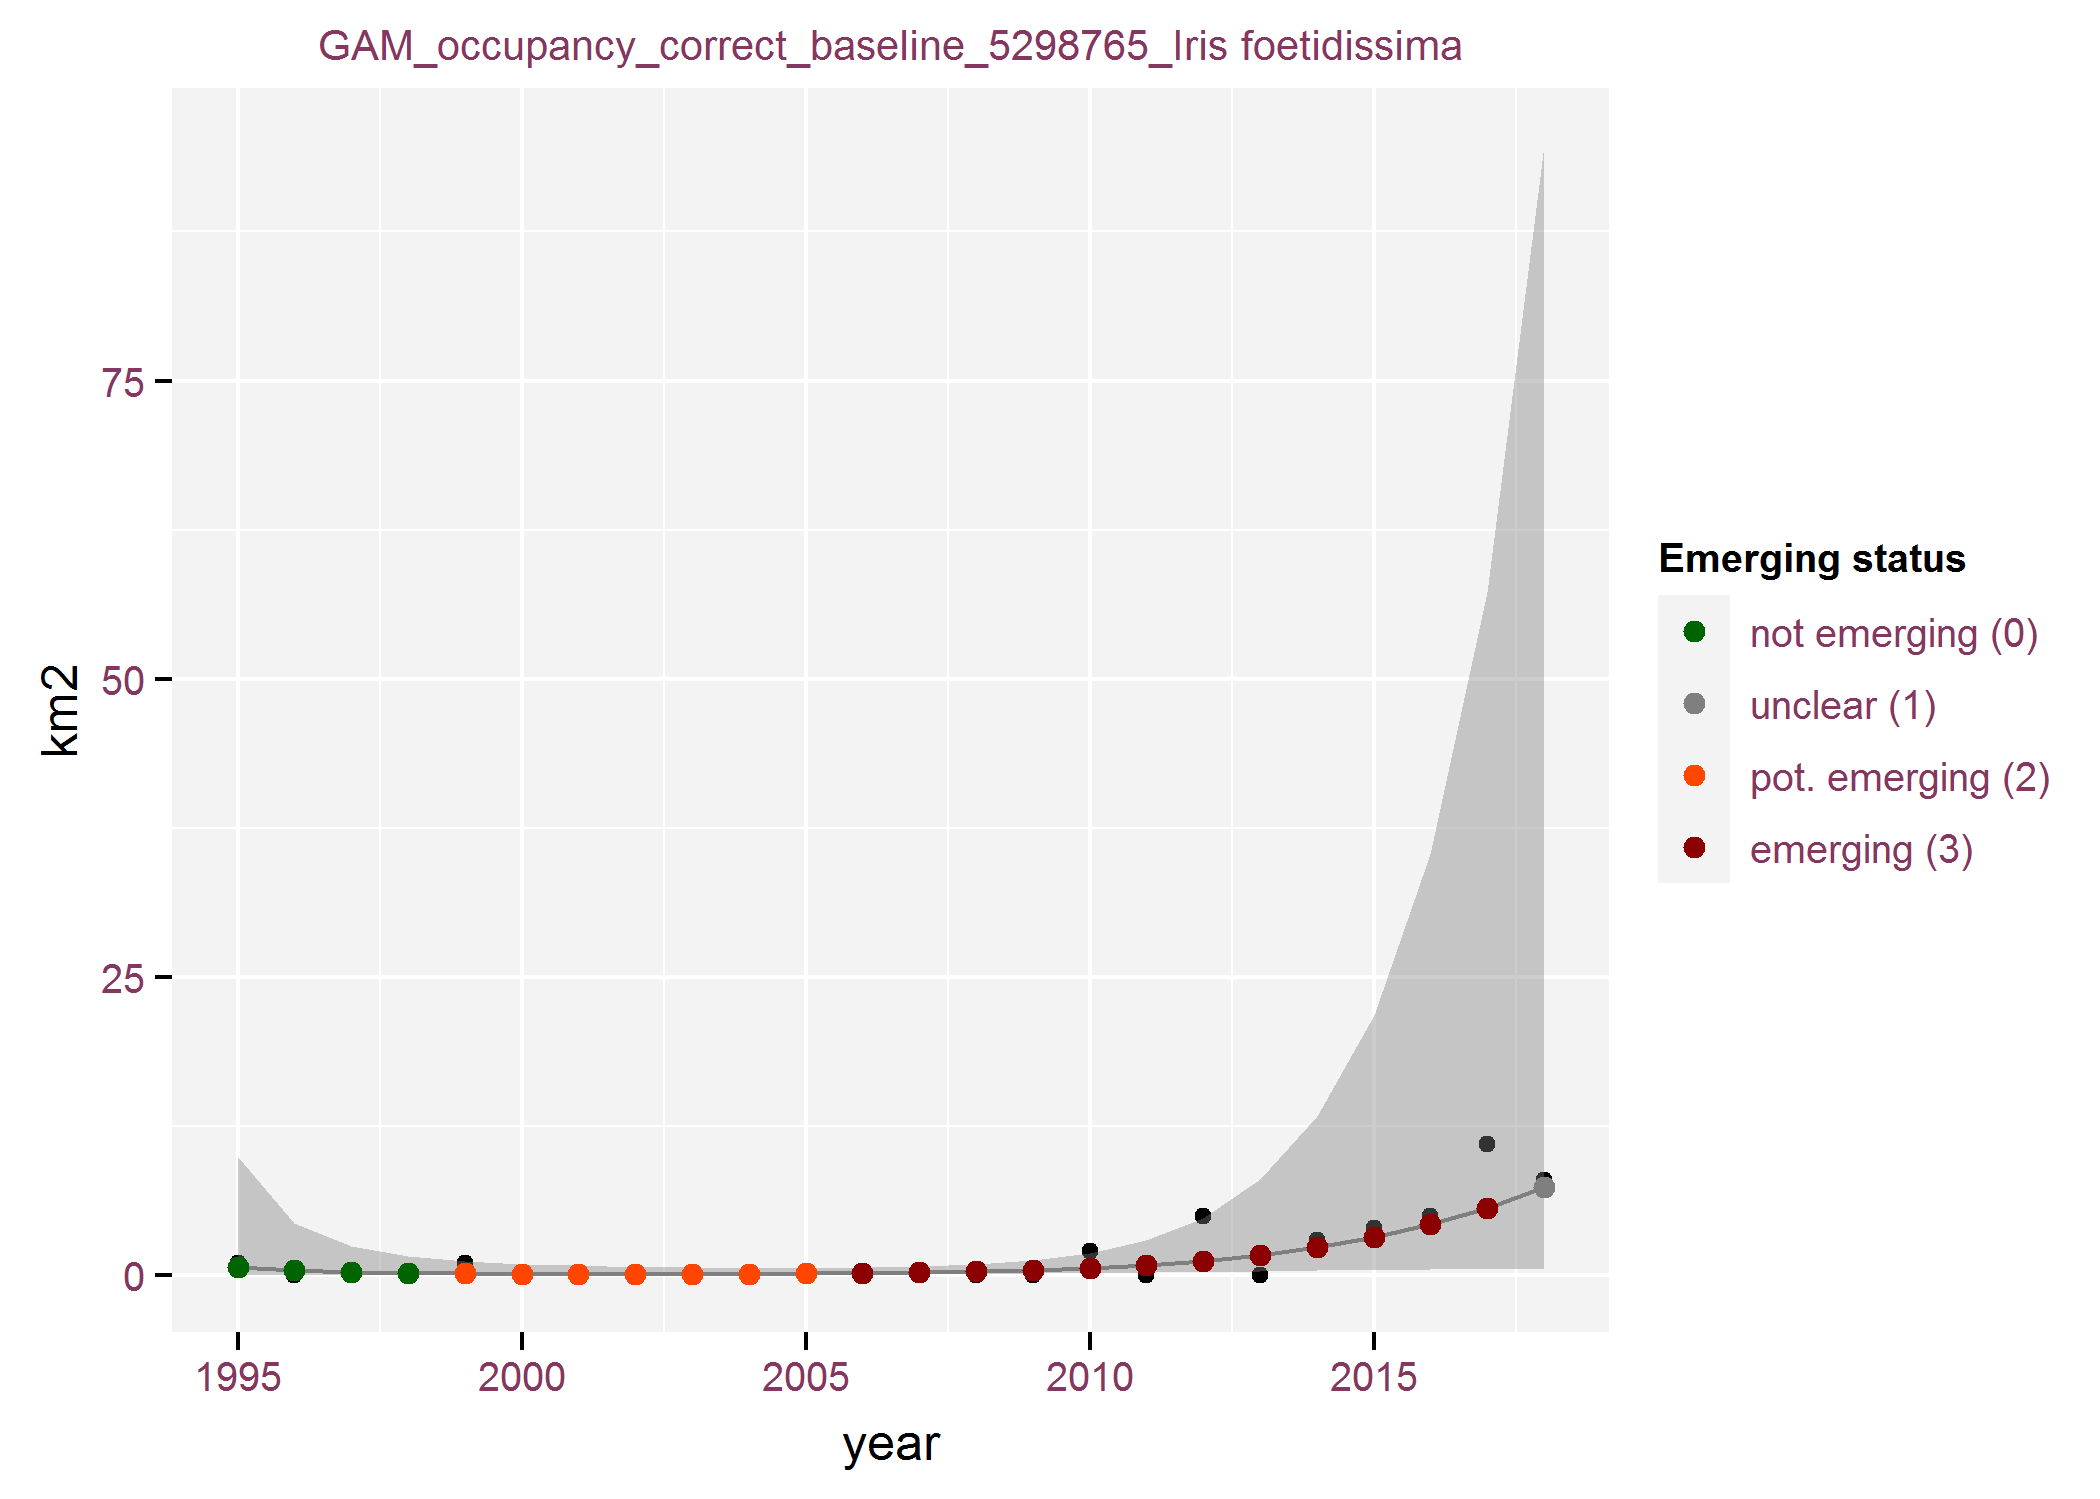 GAM_occupancy_correct_baseline_5298765_Iris foetidissima
75
50
25
0
km2
1995 2000 2005 2010 2015
year
Emerging status
not emerging (0)
unclear (1)
pot. emerging (2)
emerging (3)